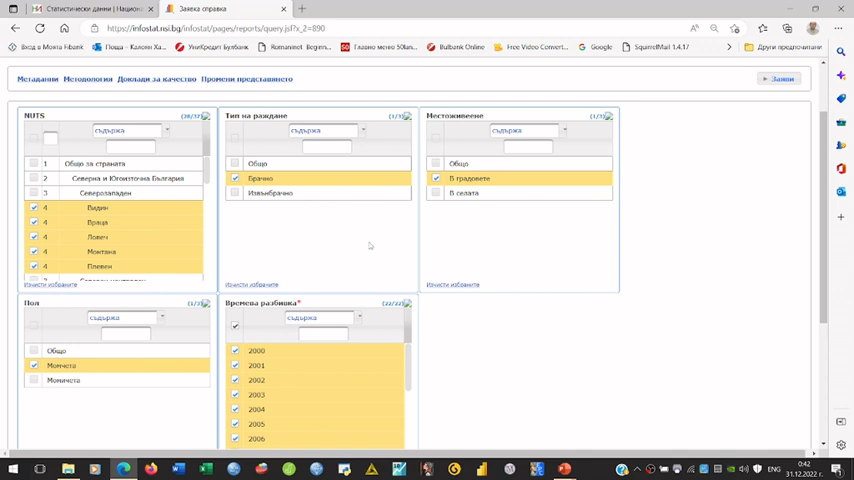 Статистически данни | Национал
Заявка справка
https://infostat.nsi.bg/infostat/pages/reports/query.jsf?x_2=890
Вход в Моята Fibank
Поща - Калоян Ха...
УниКредит Булбанк
Romaninet Beginn...
Главно меню 50lan...
Bulbank Online
Free Video Convert...
Google
SquirrelMail 1.4.17
Други предпочитани
Метаданни Методология Доклади за качество Промени представянето
Заяви
NUTS (28/37)
Тип на раждане (1/3)
Местоживеене (1/3)
съдържа
съдържа
съдържа
1 Общо за страната
Общо
Общо
2 Северна и Югоизточна България
Брачно
В градовете
3 Северозападен
Извънбрачно
В селата
4 Видин
4 Враца
4 Ловеч
4 Монтана
4 Плевен
Изчисти избраните
Изчисти избраните
Изчисти избраните
Пол (1/3)
Времева разбивка* (22/22)
съдържа
съдържа
Общо
2000
Момчета
2001
Момичета
2002
2003
2004
2005
2006
ENG
0:42
31.12.2022 г.